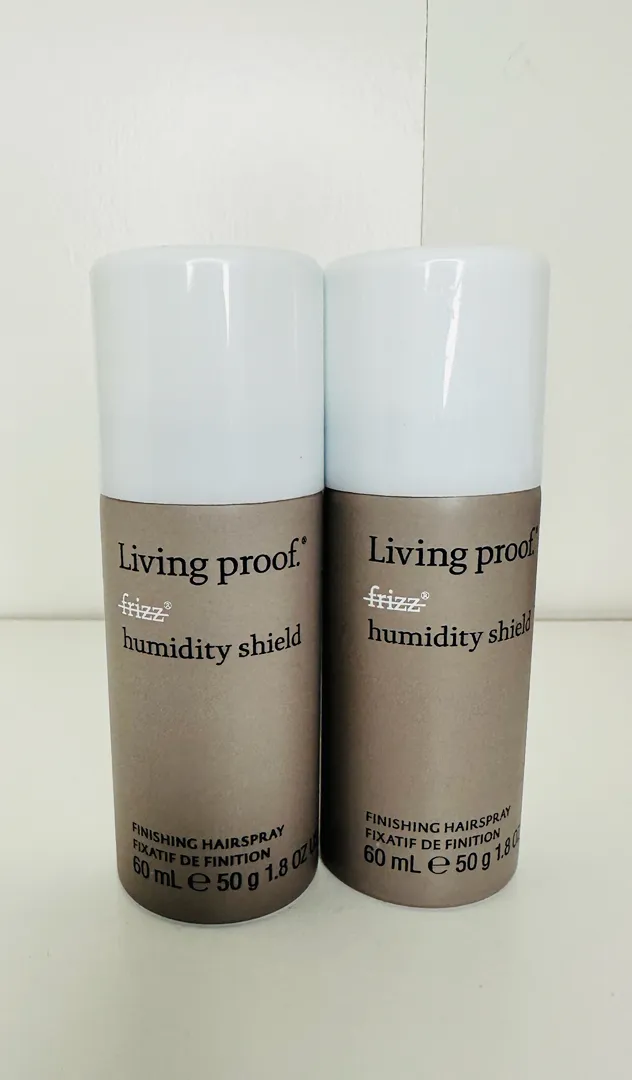 Living proof.®
frizz®
humidity shield
FINISHING HAIRSPRAY
FIXATIF DE FINITION
60 mL ℮ 50 g 1.8 OZ
Living proof.®
frizz®
humidity shield
FINISHING HAIRSPRAY
FIXATIF DE FINITION
60 mL ℮ 50 g 1.8